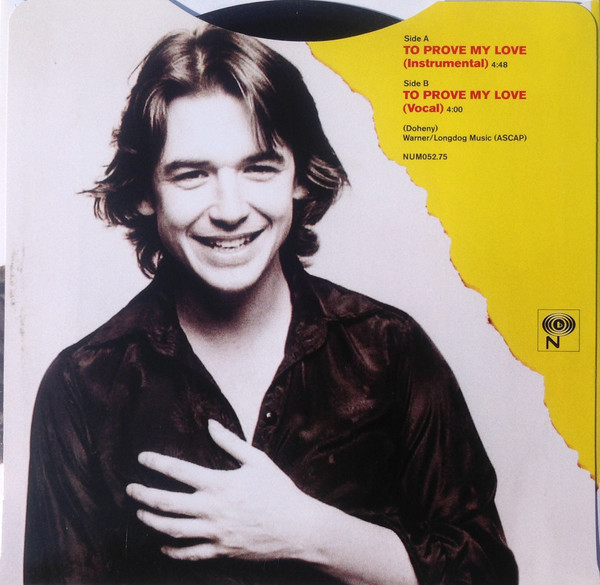 Side A
TO PROVE MY LOVE
(Instrumental) 4:48
Side B
TO PROVE MY LOVE
(Vocal) 4:00
(Doheny)
Warner/Longdog Music (ASCAP)
NUM052.75
N